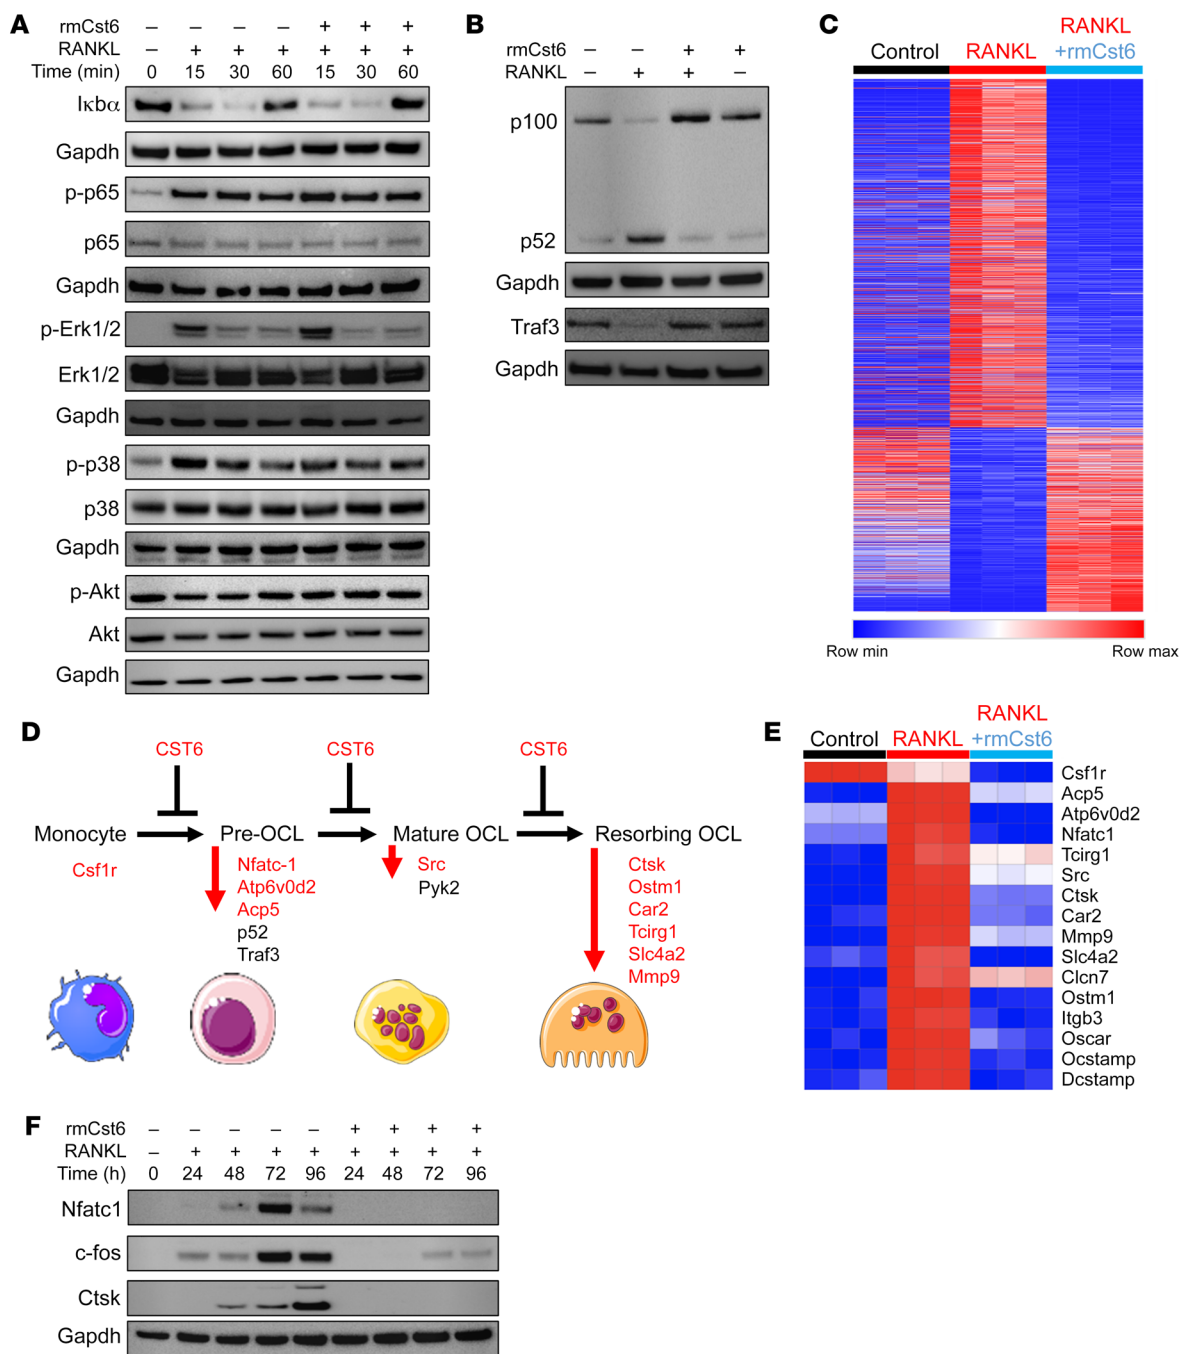 A
rmCst6 – – – – + + +
RANKL – + + + + + +
Time (min) 0 15 30 60 15 30 60
Iκbα
Gapdh
p-p65
p65
Gapdh
p-Erk1/2
Erk1/2
Gapdh
p-p38
p38
Gapdh
p-Akt
Akt
Gapdh
B
rmCst6 – – + +
RANKL – + + –
p100
p52
Gapdh
Traf3
Gapdh
C
Control RANKL RANKL
+rmCst6
Row min Row max
D
CST6 CST6 CST6
Monocyte Pre-OCL Mature OCL Resorbing OCL
Csf1r
Nfatc-1
Atp6v0d2
Acp5
p52
Traf3
Src
Pyk2
Ctsk
Ostm1
Car2
Tcirg1
Slc4a2
Mmp9
E
Control RANKL RANKL
+rmCst6
Csf1r
Acp5
Atp6v0d2
Nfatc1
Tcirg1
Src
Ctsk
Car2
Mmp9
Slc4a2
Clcn7
Ostm1
Itgb3
Oscar
Ocstamp
Dcstamp
F
rmCst6 – – – – – + + + +
RANKL – + + + + + + + +
Time (h) 0 24 48 72 96 24 48 72 96
Nfatc1
c-fos
Ctsk
Gapdh